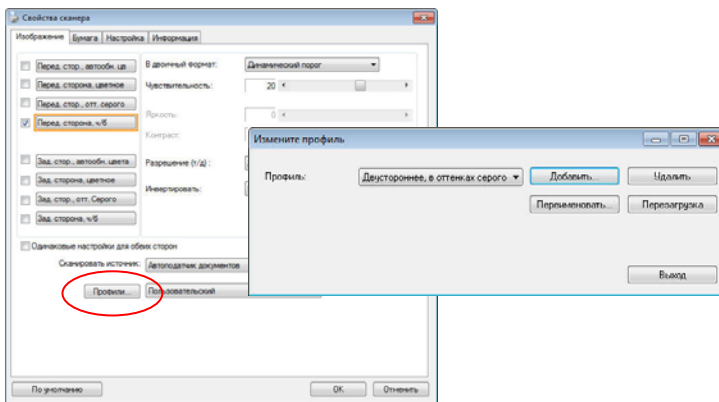 Свойства сканера
Изображение Бумага Настройка Информация
Перед. стор., автообн. цв
В двоичный формат: Динамический порог
Перед. сторона, цветное
Чувствительность: 20
Перед. стор., отт. серого
Яркость: 0
Перед. сторона, ч/б
Контраст:
Зад. стор., автообн. цвета
Разрешение (т/д) :
Зад. сторона, цветное
Инвертировать:
Зад. стор., отт. Серого
Зад. сторона, ч/б
Одинаковые настройки для обеих сторон
Сканировать источник: Автоподатчик документов
Профили... Пользовательский
По умолчанию OK Отменить
Измените профиль
Профиль: Двустороннее, в оттенках серого Добавить... Удалить
Переименовать... Перезагрузка
Выход